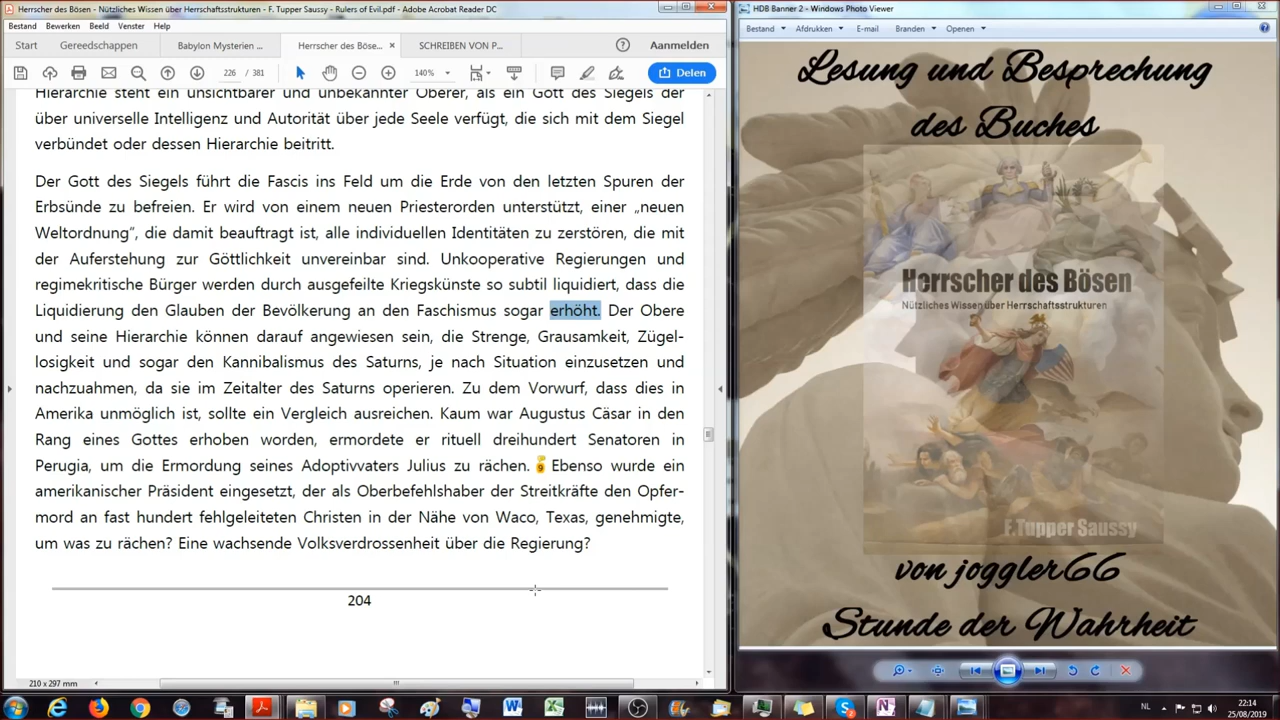 Herrscher des Bösen - Nützliches Wissen über Herrschaftsstrukturen - F. Tupper Saussy - Rulers of Evil.pdf - Adobe Acrobat Reader DC
Bestand Bewerken Beeld Venster Help
Start Gereedschappen Babylon Mysterien ... Herrscher des Böse... × SCHREIBEN VON P... Aanmelden
226 / 381 140% Delen
Hierarchie steht ein unsichtbarer und unbekannter Oberer, als ein Gott des Siegels der
über universelle Intelligenz und Autorität über jede Seele verfügt, die sich mit dem Siegel
verbündet oder dessen Hierarchie beitritt.
Der Gott des Siegels führt die Fascis ins Feld um die Erde von den letzten Spuren der
Erbsünde zu befreien. Er wird von einem neuen Priesterorden unterstützt, einer „neuen
Weltordnung“, die damit beauftragt ist, alle individuellen Identitäten zu zerstören, die mit
der Auferstehung zur Göttlichkeit unvereinbar sind. Unkooperative Regierungen und
regimekritische Bürger werden durch ausgefeilte Kriegskünste so subtil liquidiert, dass die
Liquidierung den Glauben der Bevölkerung an den Faschismus sogar erhöht. Der Obere
und seine Hierarchie können darauf angewiesen sein, die Strenge, Grausamkeit, Zügel-
losigkeit und sogar den Kannibalismus des Saturns, je nach Situation einzusetzen und
nachzuahmen, da sie im Zeitalter des Saturns operieren. Zu dem Vorwurf, dass dies in
Amerika unmöglich ist, sollte ein Vergleich ausreichen. Kaum war Augustus Cäsar in den
Rang eines Gottes erhoben worden, ermordete er rituell dreihundert Senatoren in
Perugia, um die Ermordung seines Adoptivvaters Julius zu rächen. 9 Ebenso wurde ein
amerikanischer Präsident eingesetzt, der als Oberbefehlshaber der Streitkräfte den Opfer-
mord an fast hundert fehlgeleiteten Christen in der Nähe von Waco, Texas, genehmigte,
um was zu rächen? Eine wachsende Volksverdrossenheit über die Regierung?
204
210 x 297 mm
HDB Banner 2 - Windows Photo Viewer
Bestand Afdrukken E-mail Branden Openen
Lesung und Besprechung
des Buches
Herrscher des Bösen
Nützliches Wissen über Herrschaftsstrukturen
F.Tupper Saussy
von joggler66
Stunde der Wahrheit
NL 22:14
25/08/2019